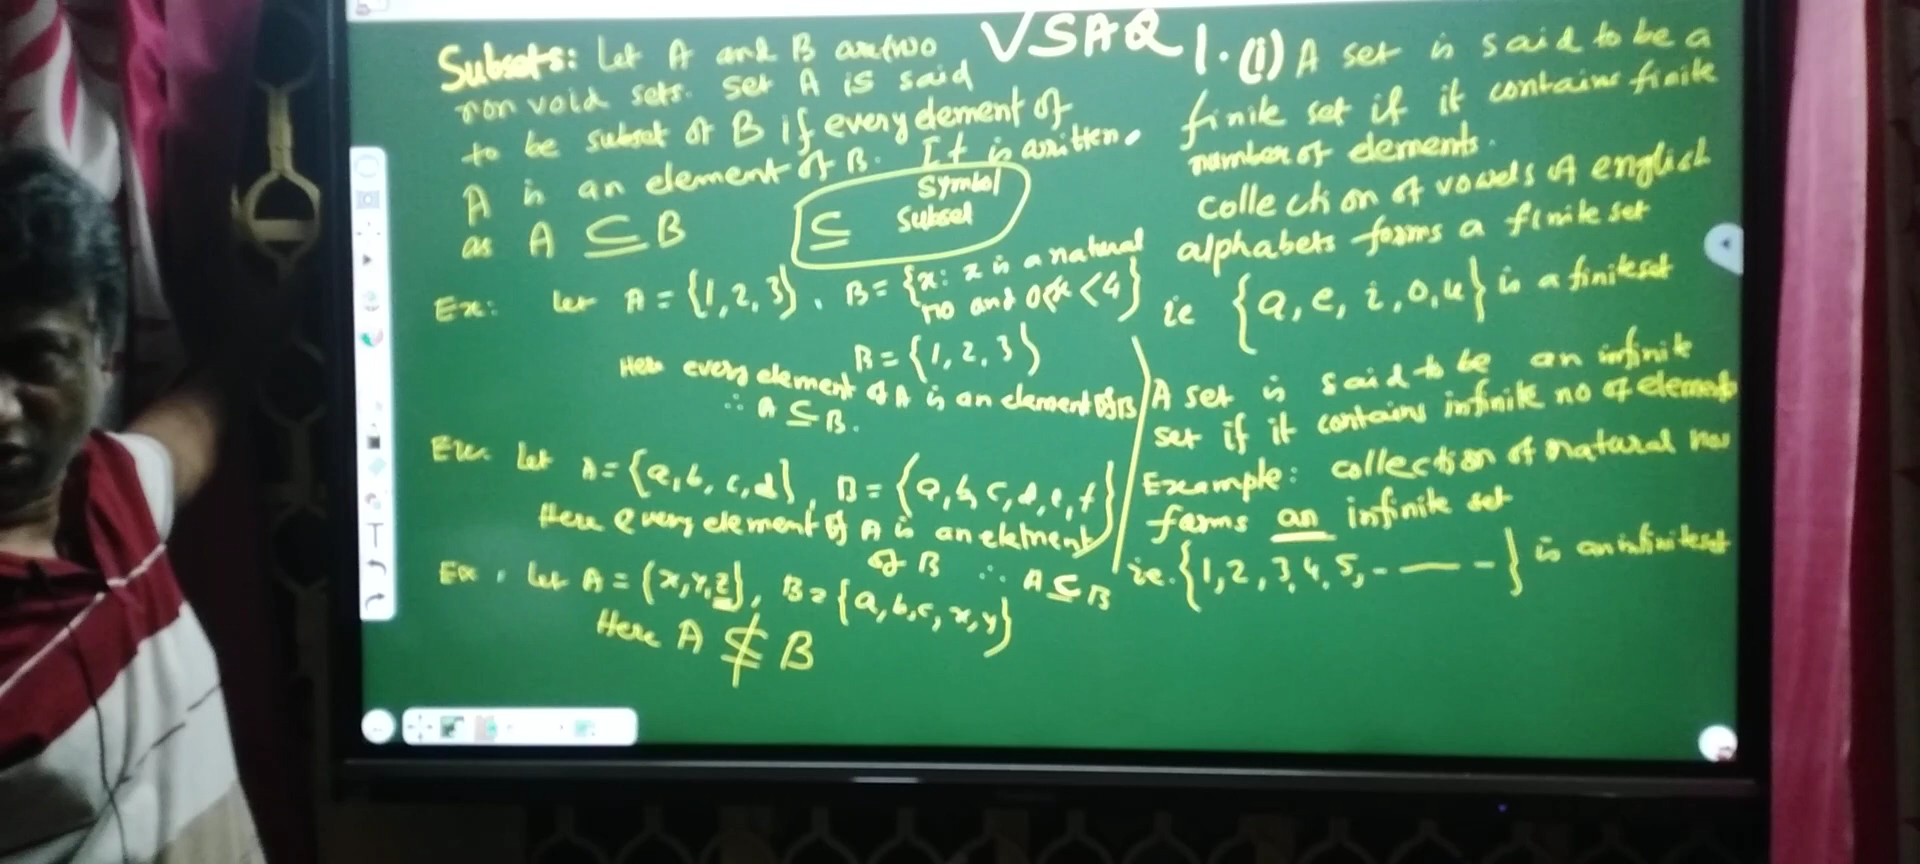 VSAQ
Subsets: Let A and B are two
non void sets. set A is said
to be subset of B if every element of
A is an element of B. It is written
as A ⊆ B
⊆ Symbol
Subset
Ex: let A = {1, 2, 3}, B = {x: x is a natural
no and 0<x <4}
B = {1, 2, 3}
Here every element of A is an element of B
∴ A ⊆ B.
Ex. Let A = {a, b, c, d}, B = {a, b, c, d, e, f}
Here every element of A is an element
of B ∴ A ⊆ B
Ex. Let A = {x, y, z}, B = {a, b, c, x, y}
Here A ⊈ B
1. (i) A set is said to be a
finite set if it contains finite
number of elements.
collection of vowels of english
alphabets forms a finite set
ie {a, e, i, o, u} is a finite set
A set is said to be an infinite
set if it contains infinite no of elements
Example: collection of natural nos
forms an infinite set
ie. {1, 2, 3, 4, 5, - — -} is an infinite set
T